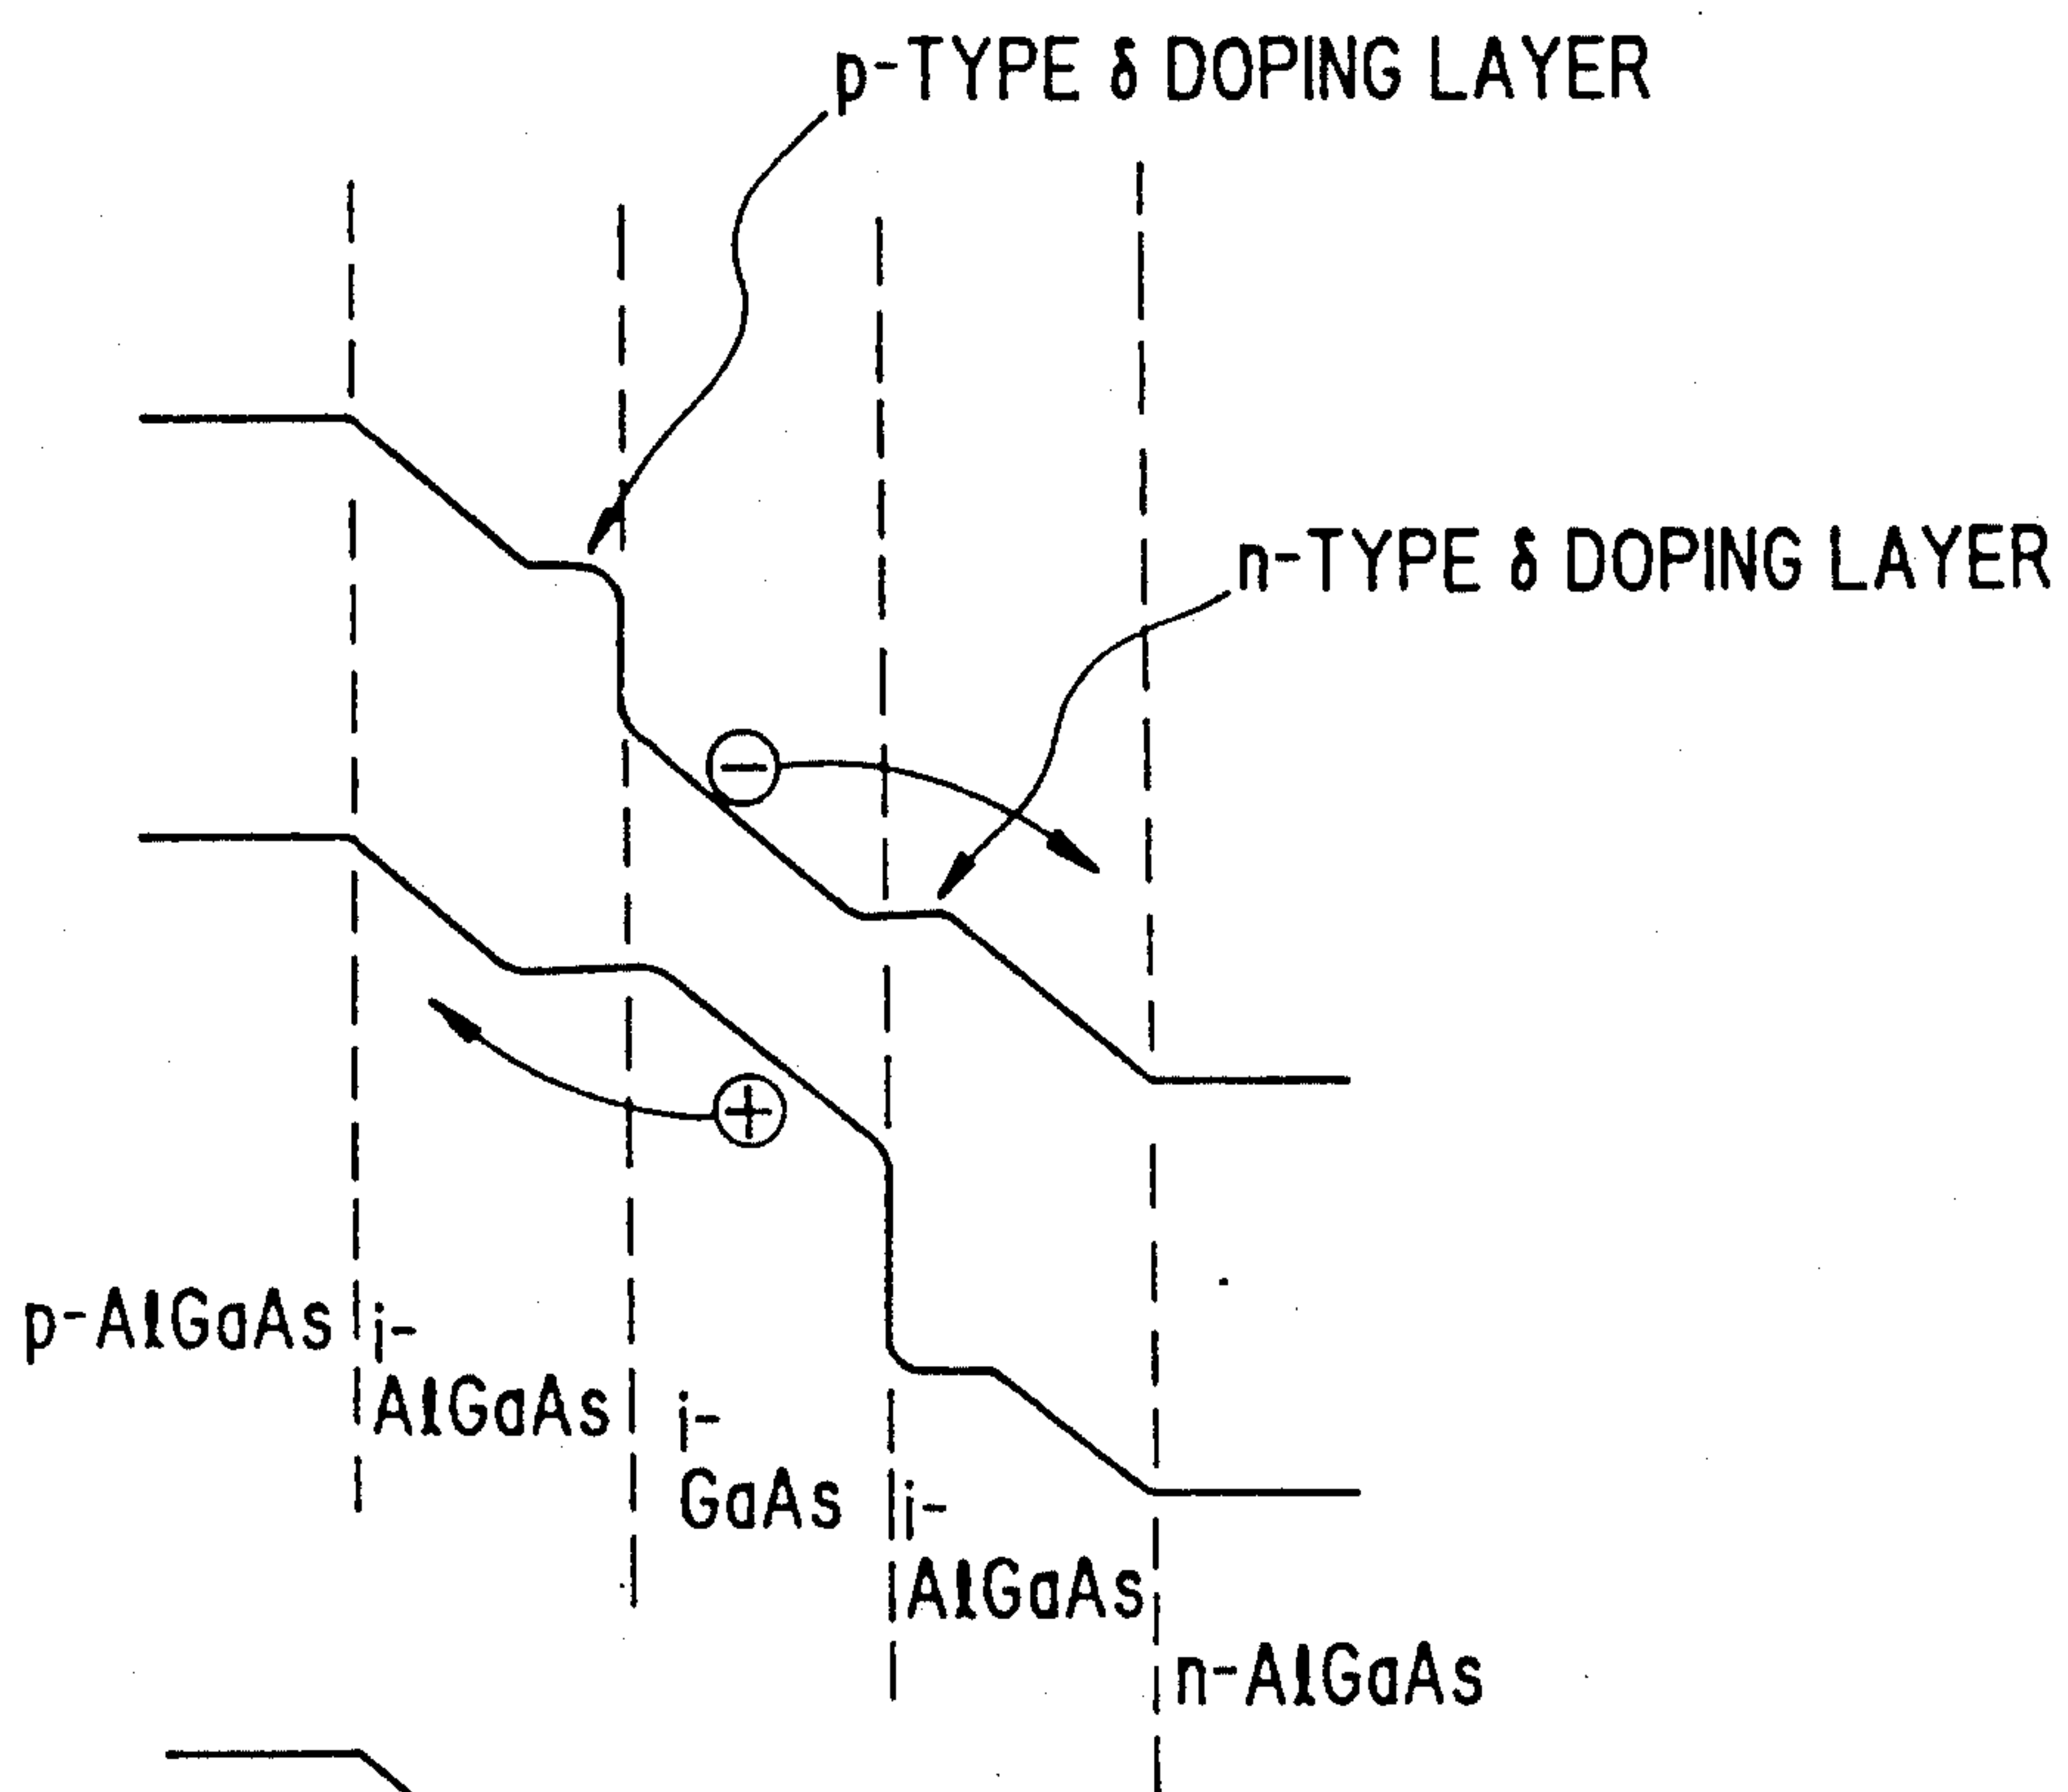 p-TYPE δ DOPING LAYER
n-TYPE δ DOPING LAYER
−
+
p-AlGaAs
i-
AlGaAs
i-
GaAs
i-
AlGaAs
n-AlGaAs